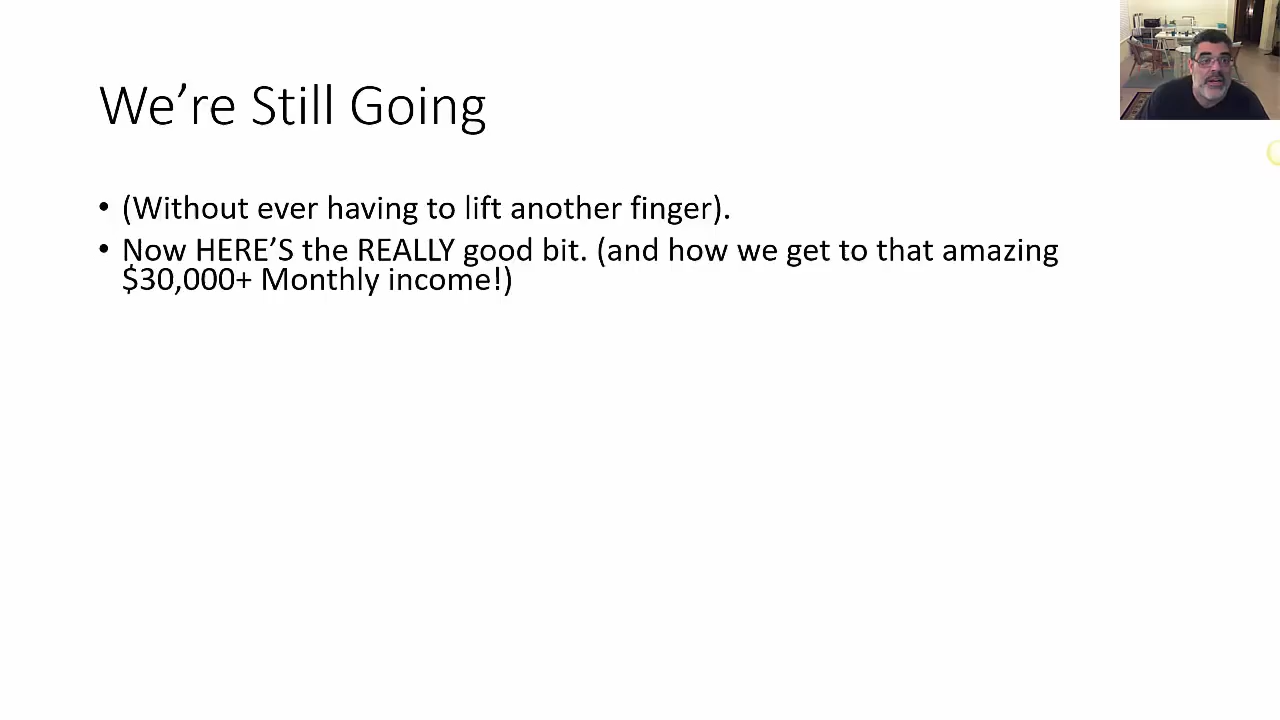 We’re Still Going
• (Without ever having to lift another finger).
• Now HERE’S the REALLY good bit. (and how we get to that amazing
$30,000+ Monthly income!)